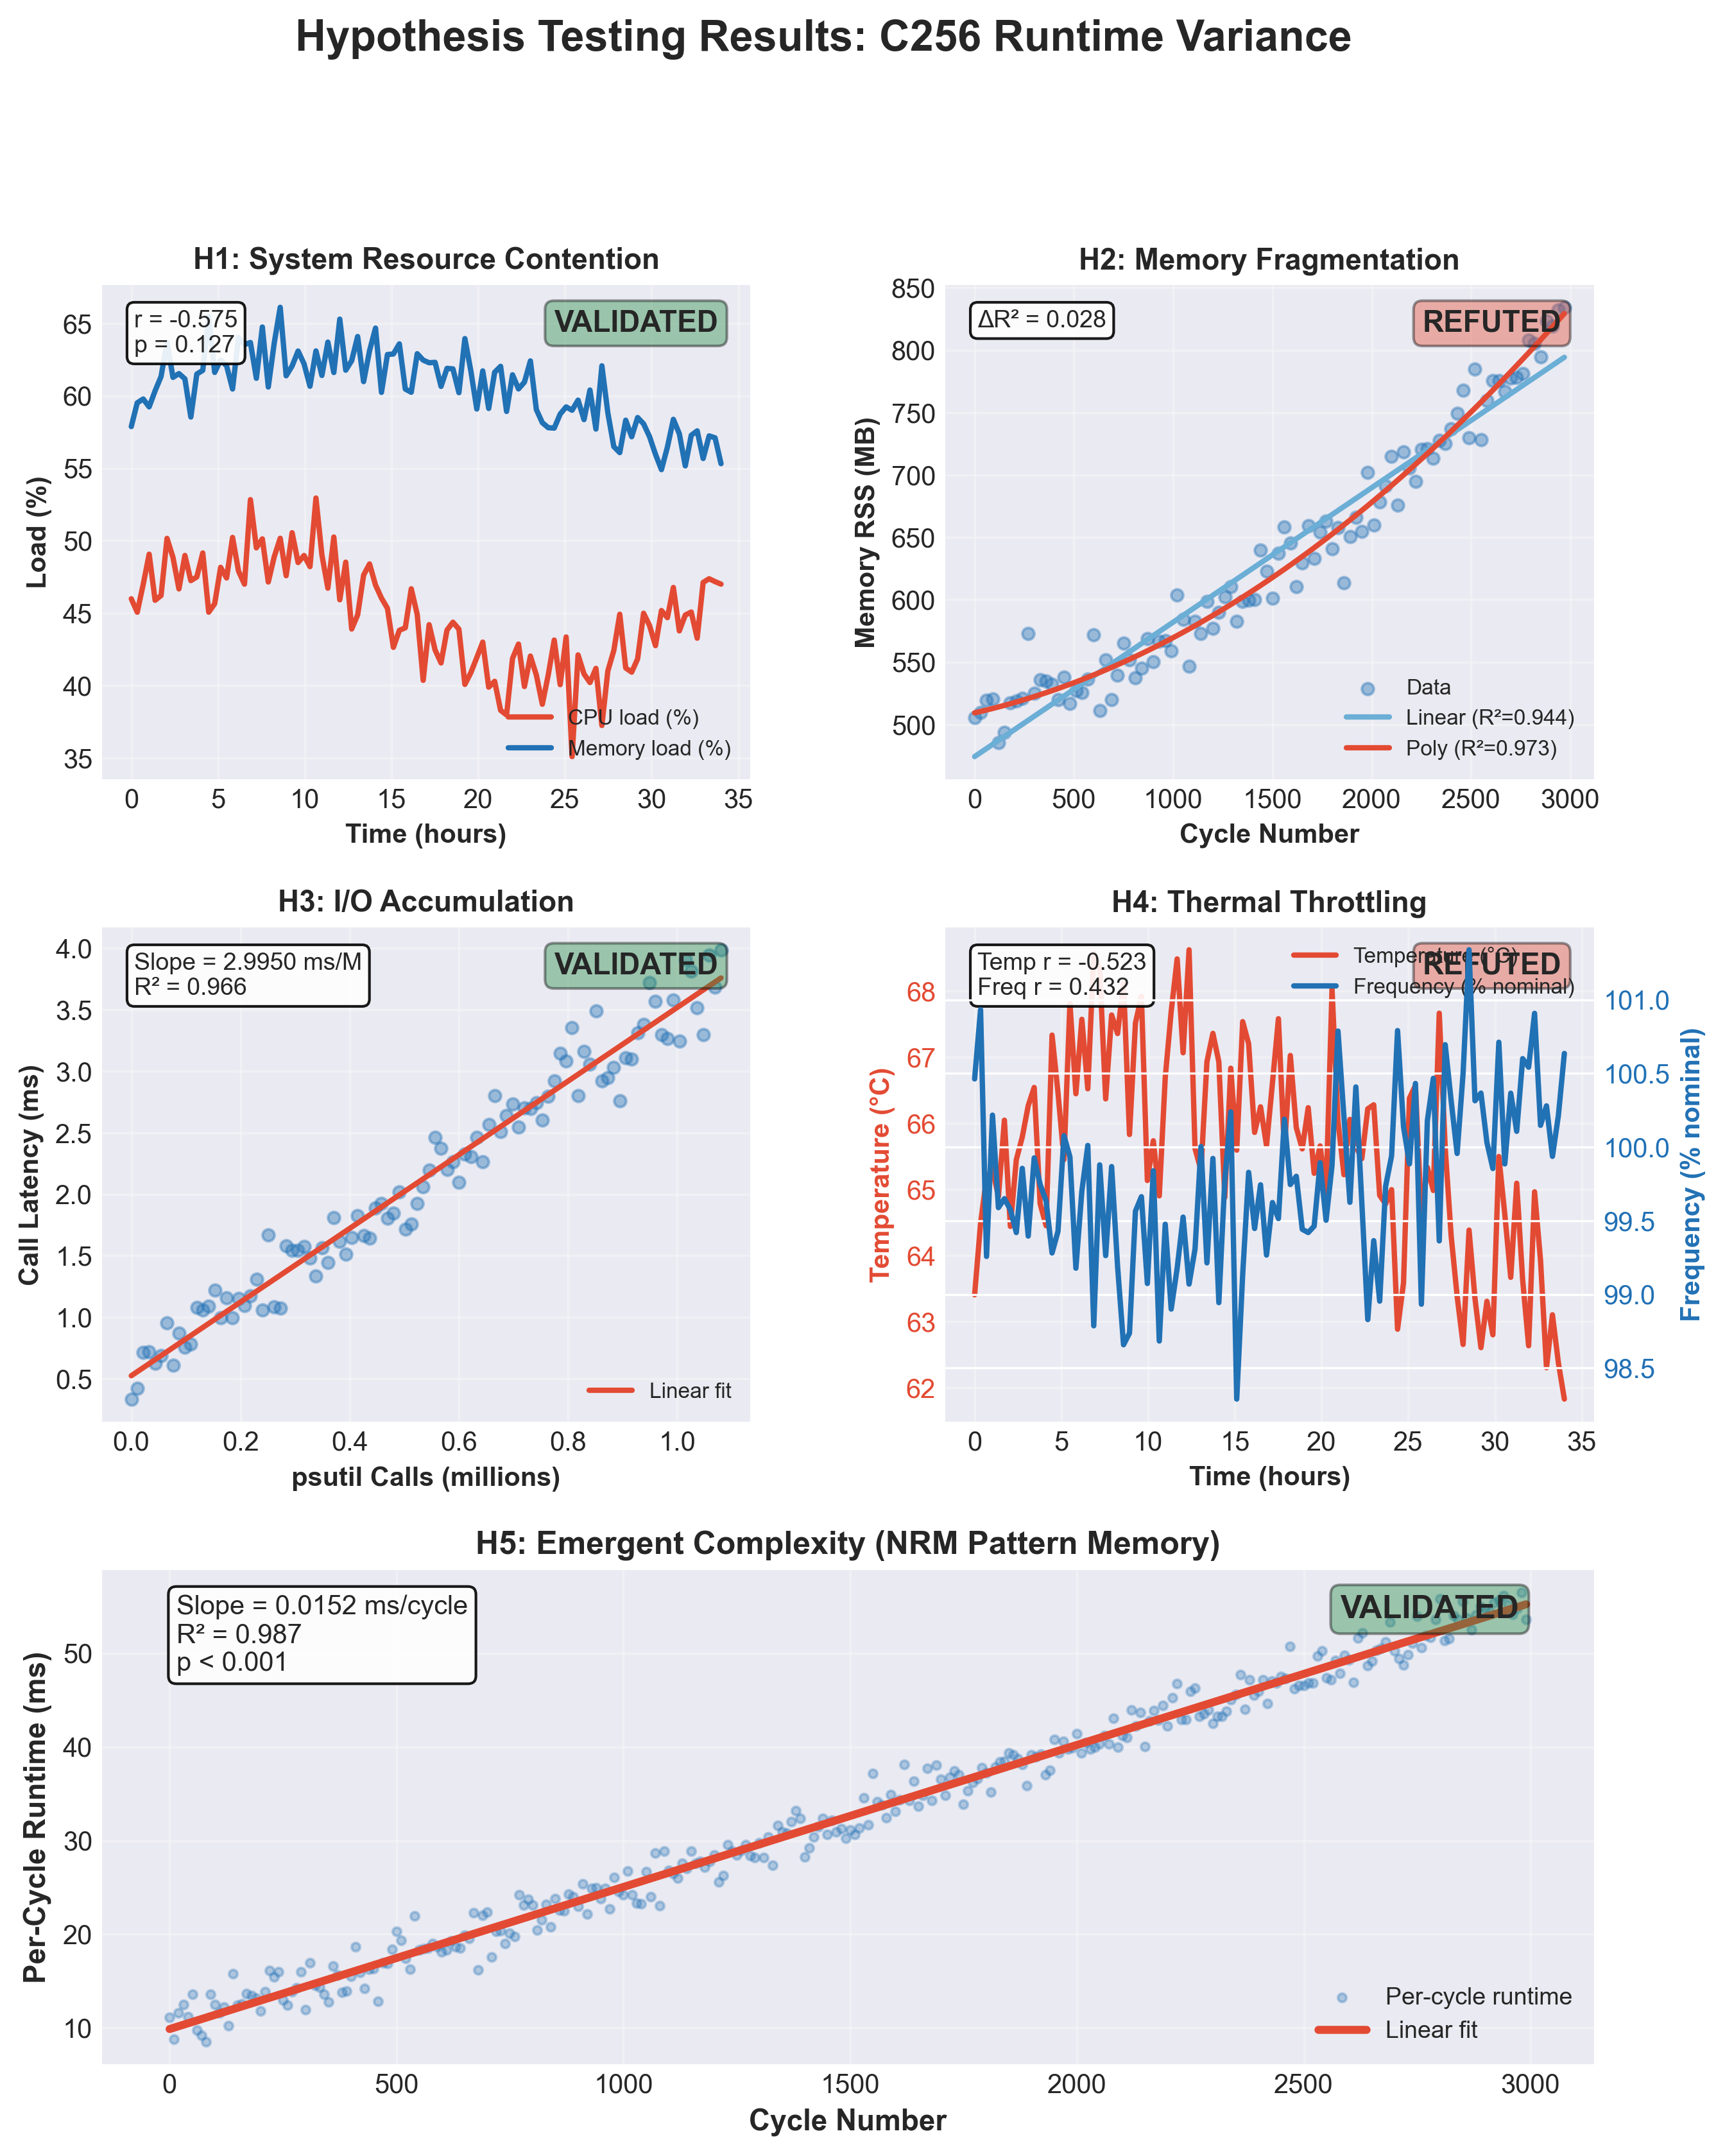 Hypothesis Testing Results: C256 Runtime Variance
H1: System Resource Contention
r = -0.575
p = 0.127
VALIDATED
65
60
55
50
45
40
35
Load (%)
CPU load (%)
Memory load (%)
0 5 10 15 20 25 30 35
Time (hours)
H2: Memory Fragmentation
ΔR² = 0.028
REFUTED
850
800
750
700
650
600
550
500
Memory RSS (MB)
Data
Linear (R²=0.944)
Poly (R²=0.973)
0 500 1000 1500 2000 2500 3000
Cycle Number
H3: I/O Accumulation
Slope = 2.9950 ms/M
R² = 0.966
VALIDATED
4.0
3.5
3.0
2.5
2.0
1.5
1.0
0.5
Call Latency (ms)
Linear fit
0.0 0.2 0.4 0.6 0.8 1.0
psutil Calls (millions)
H4: Thermal Throttling
Temp r = -0.523
Freq r = 0.432
Temperature (°C)
Frequency (% nominal)
REFUTED
68
67
66
65
64
63
62
Temperature (°C)
101.0
100.5
100.0
99.5
99.0
98.5
Frequency (% nominal)
0 5 10 15 20 25 30 35
Time (hours)
H5: Emergent Complexity (NRM Pattern Memory)
Slope = 0.0152 ms/cycle
R² = 0.987
p < 0.001
VALIDATED
50
40
30
20
10
Per-Cycle Runtime (ms)
Per-cycle runtime
Linear fit
0 500 1000 1500 2000 2500 3000
Cycle Number